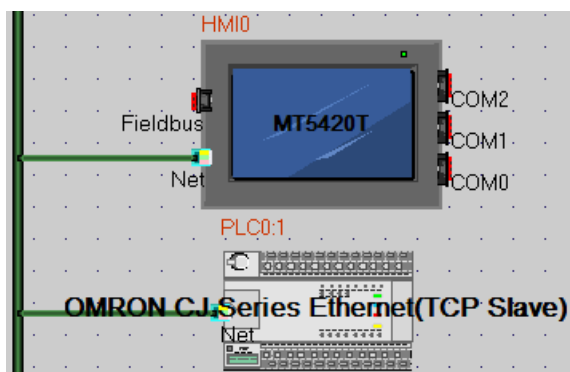 HMI0
COM2
Fieldbus
MT5420T
COM1
Net
COM0
PLC0:1
OMRON CJ Series Ethernet(TCP Slave)
Net